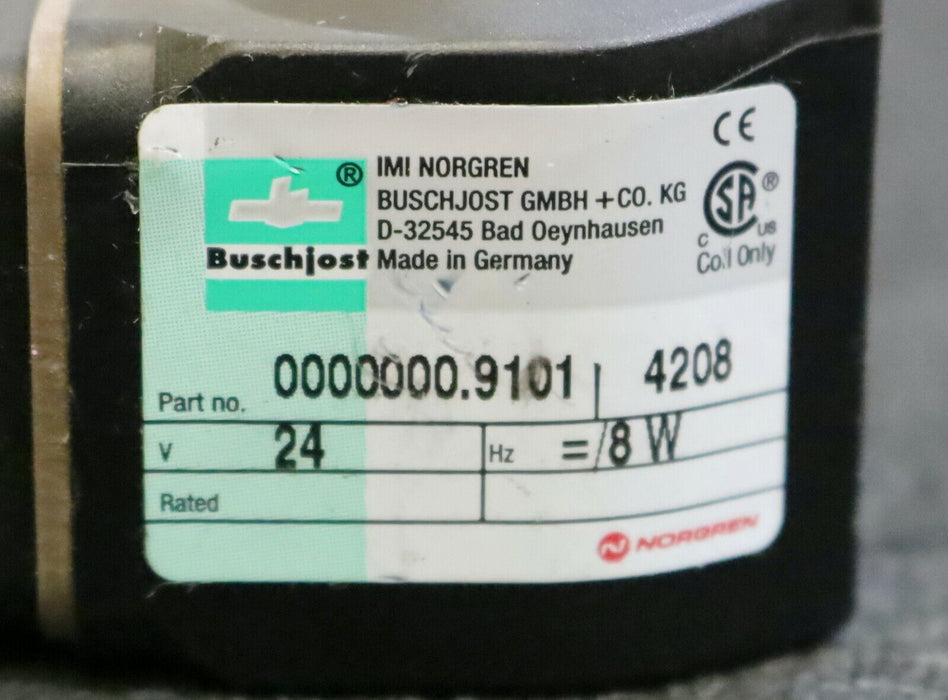 CE
IMI NORGREN
BUSCHJOST GMBH + CO. KG
D-32545 Bad Oeynhausen
Made in Germany
®
Buschjost
SA ®
C US
Coil Only
Part no. 0000000.9101 | 4208
V 24 Hz = /8 W
Rated
NORGREN